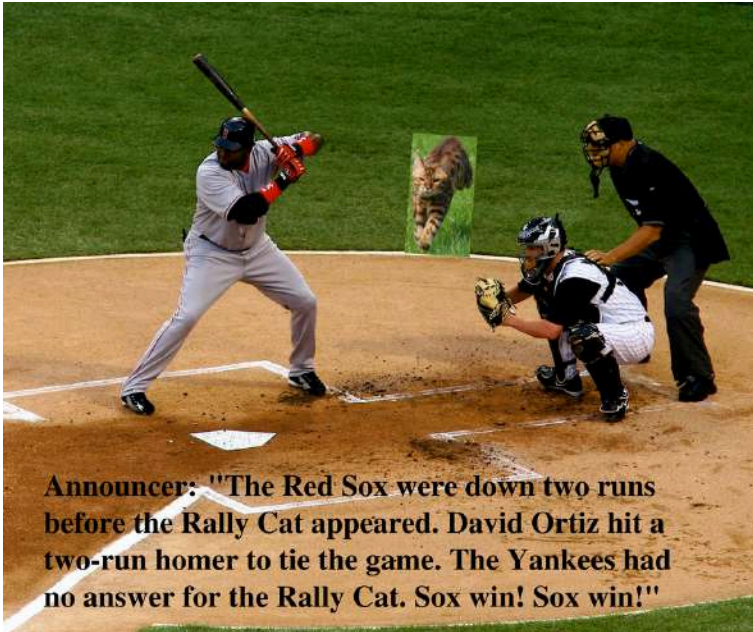 Announcer: "The Red Sox were down two runs
before the Rally Cat appeared. David Ortiz hit a
two-run homer to tie the game. The Yankees had
no answer for the Rally Cat. Sox win! Sox win!"